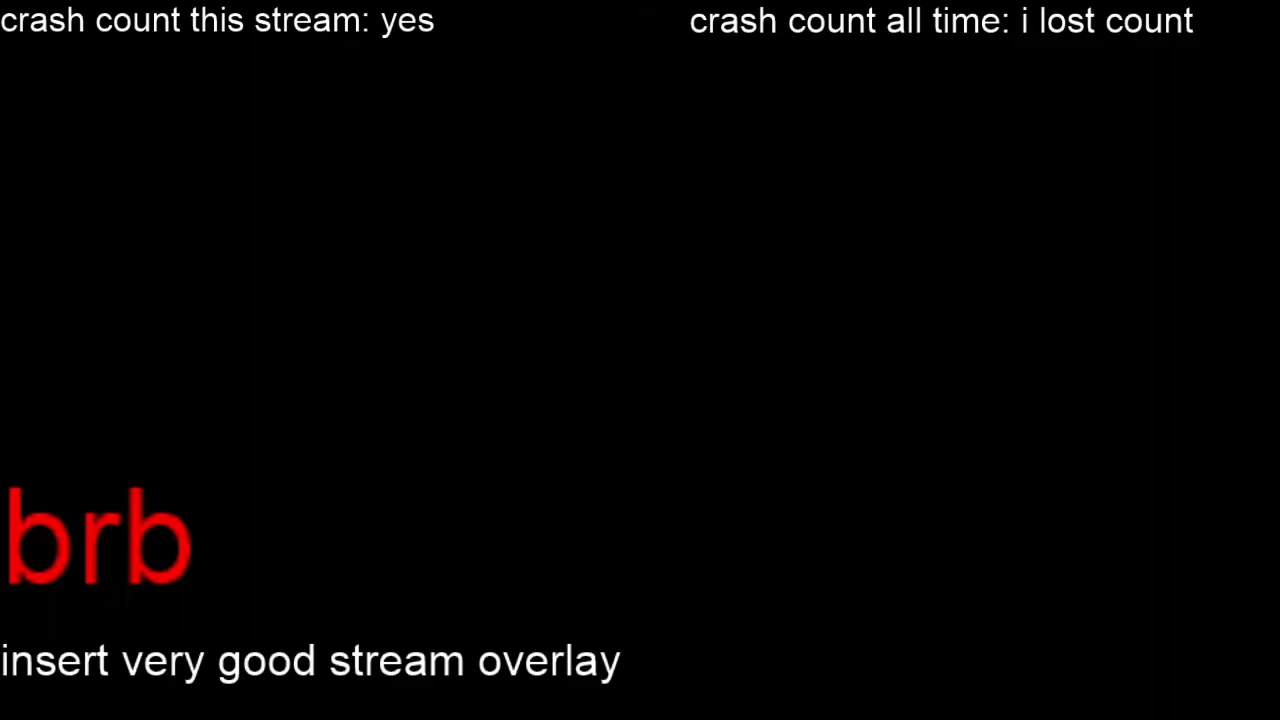 crash count this stream: yes
crash count all time: i lost count
brb
insert very good stream overlay